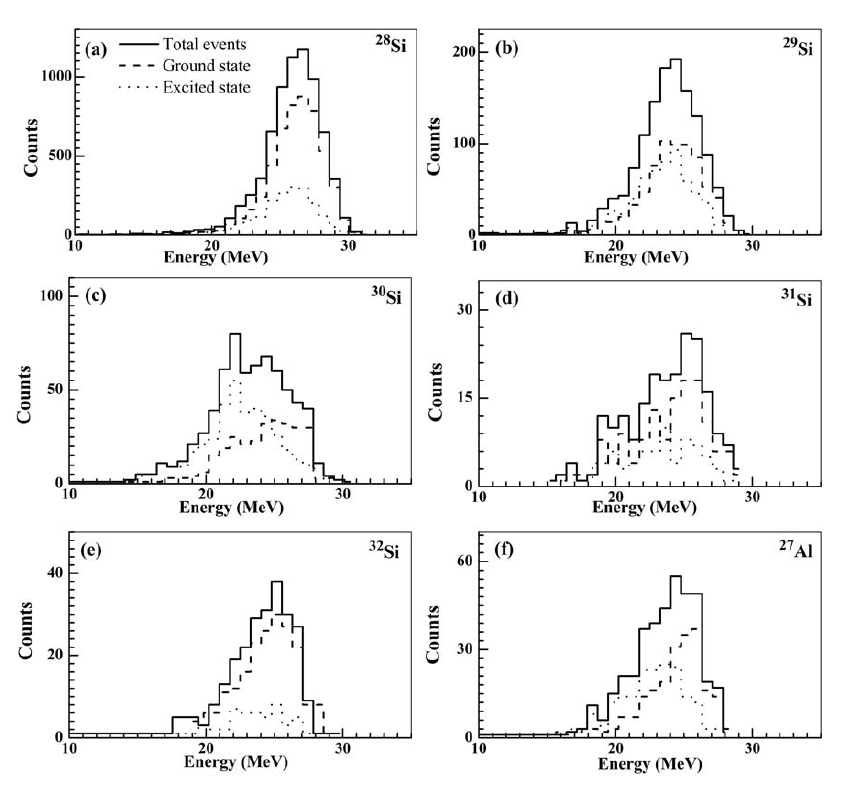 (a) Total events 28Si
Ground state
Excited state
1000
500
0
Counts
10 20 30
Energy (MeV)
(b) 29Si
200
100
0
Counts
10 20 30
Energy (MeV)
(c) 30Si
100
50
0
Counts
10 20 30
Energy (MeV)
(d) 31Si
30
15
0
Counts
10 20 30
Energy (MeV)
(e) 32Si
40
20
0
Counts
10 20 30
Energy (MeV)
(f) 27Al
60
30
0
Counts
10 20 30
Energy (MeV)